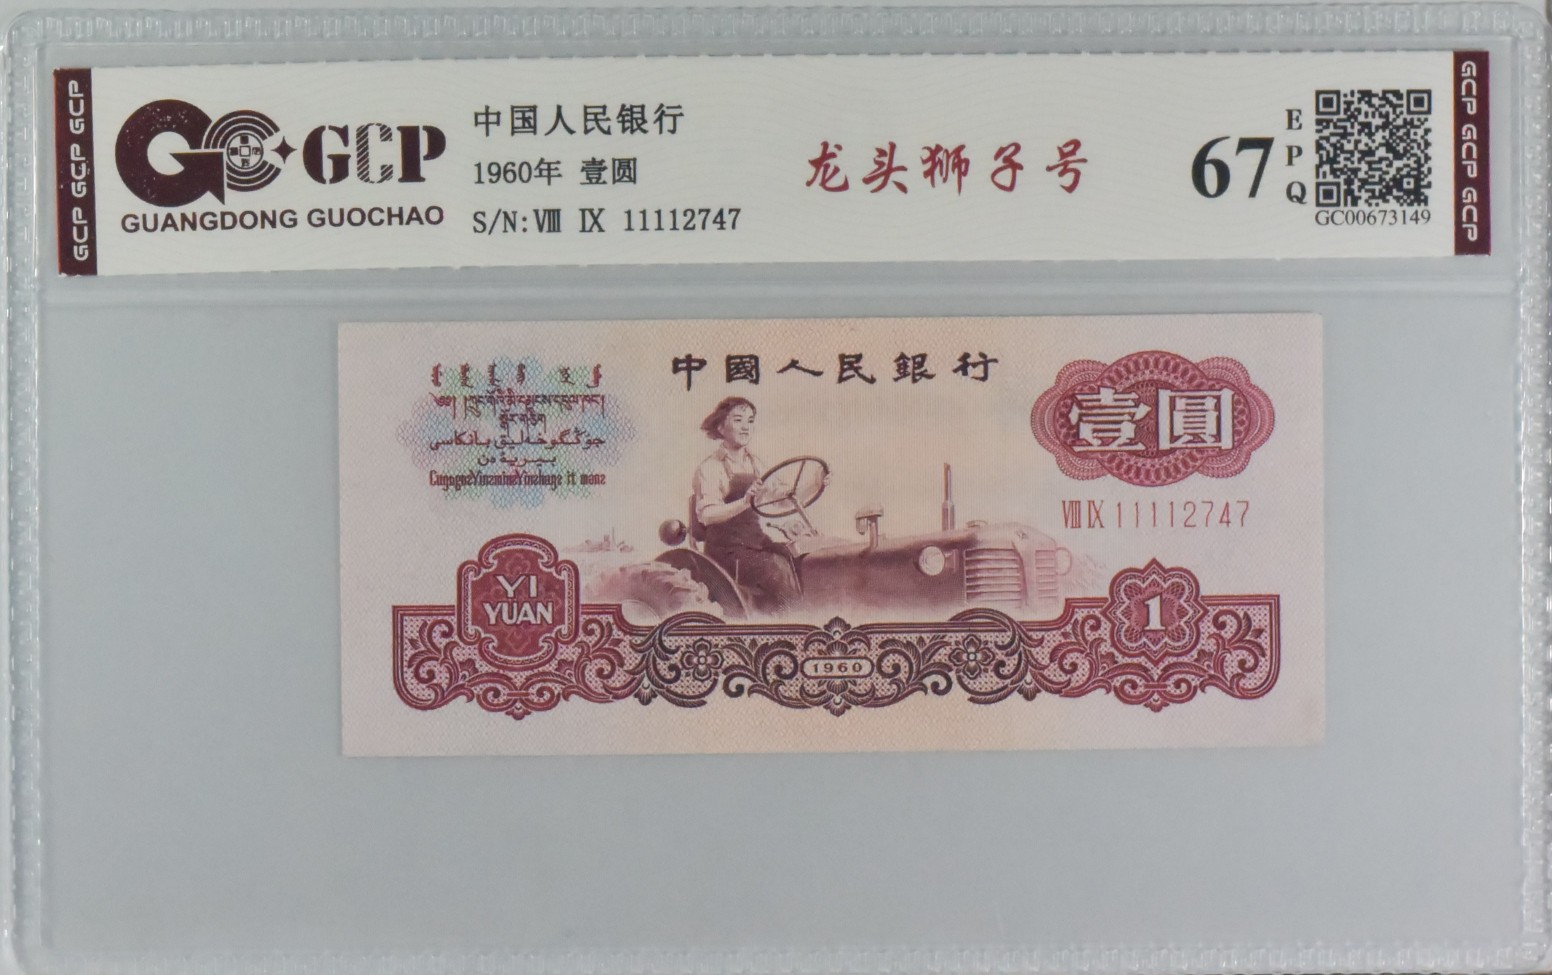 GCP GCP GCP
GCP
GUANGDONG GUOCHAO
中国人民银行
1960年 壹圆
S/N: Ⅷ Ⅸ 11112747
龙头狮子号
67
E
P
Q
GC00673149
GCP GCP GCP
中國人民銀行
壹圓
Ⅷ Ⅸ 11112747
YI
YUAN
1960
1